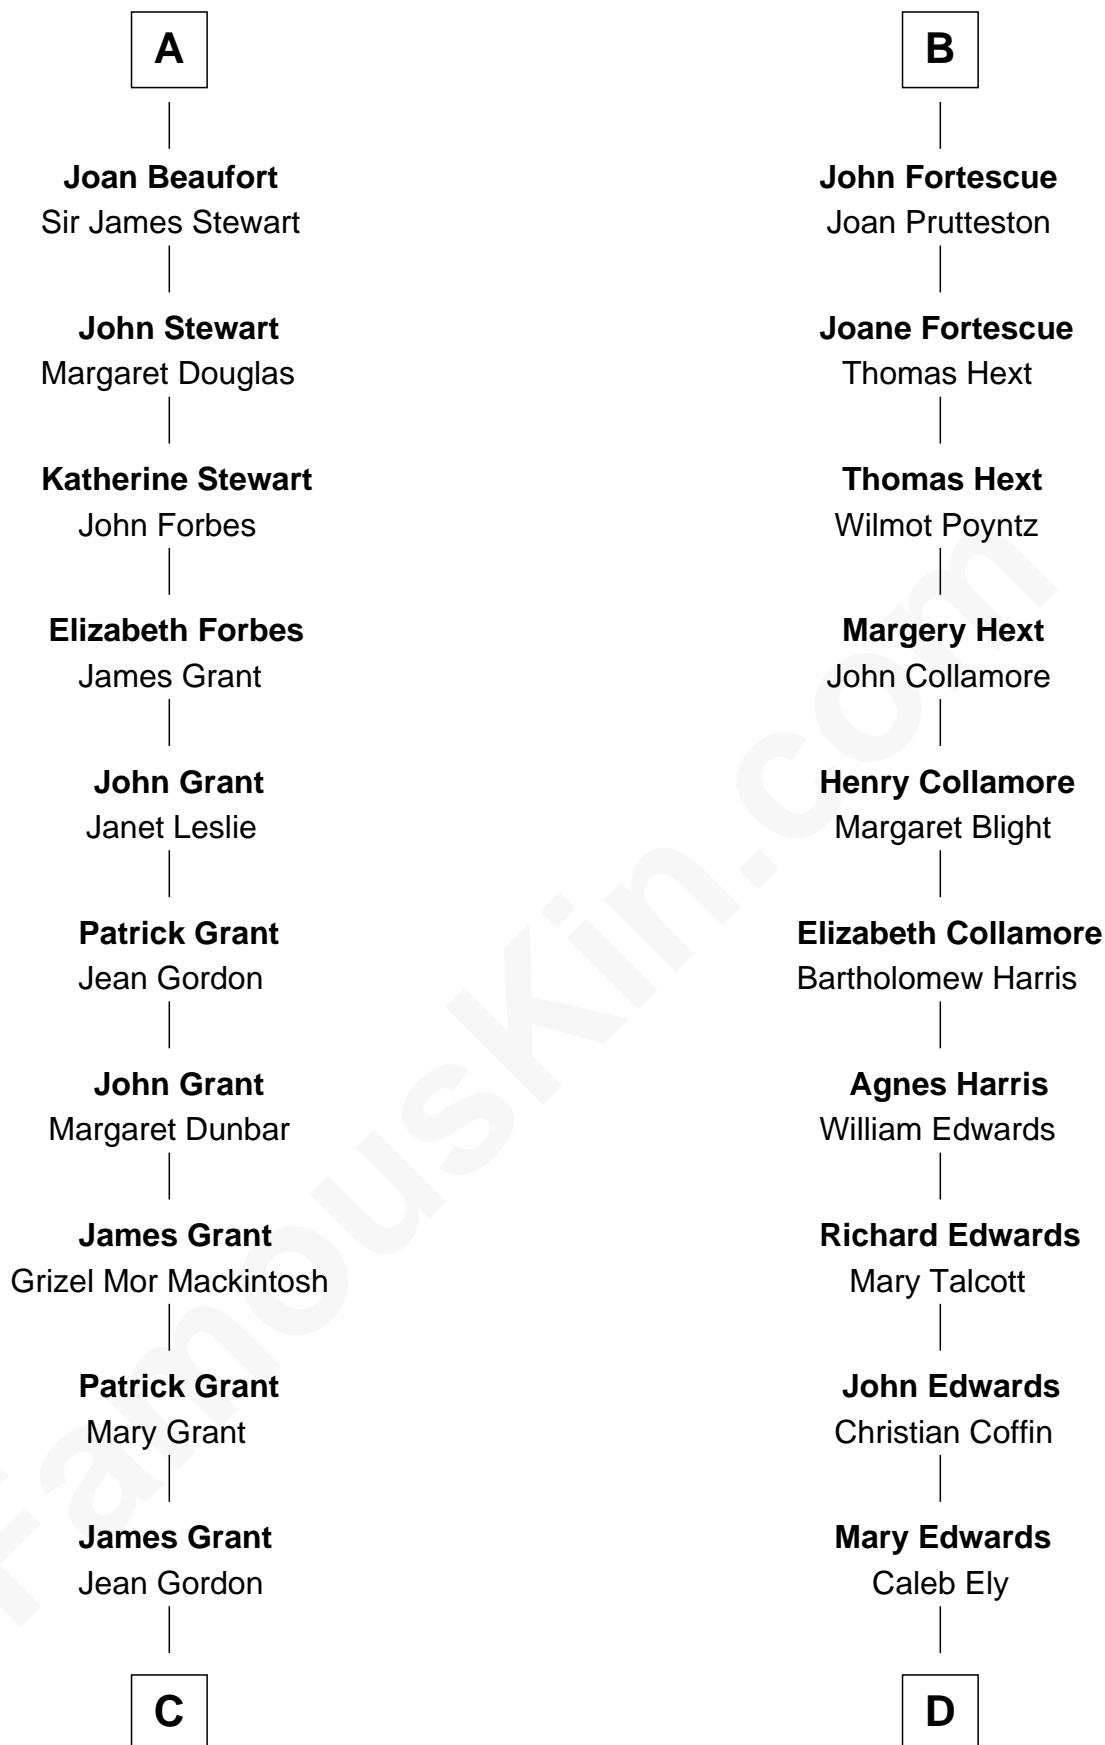 A
Joan Beaufort
Sir James Stewart
John Stewart
Margaret Douglas
Katherine Stewart
John Forbes
Elizabeth Forbes
James Grant
John Grant
Janet Leslie
Patrick Grant
Jean Gordon
John Grant
Margaret Dunbar
James Grant
Grizel Mor Mackintosh
Patrick Grant
Mary Grant
James Grant
Jean Gordon
C
B
John Fortescue
Joan Prutteston
Joane Fortescue
Thomas Hext
Thomas Hext
Wilmot Poyntz
Margery Hext
John Collamore
Henry Collamore
Margaret Blight
Elizabeth Collamore
Bartholomew Harris
Agnes Harris
William Edwards
Richard Edwards
Mary Talcott
John Edwards
Christian Coffin
Mary Edwards
Caleb Ely
D
FamousKin.com